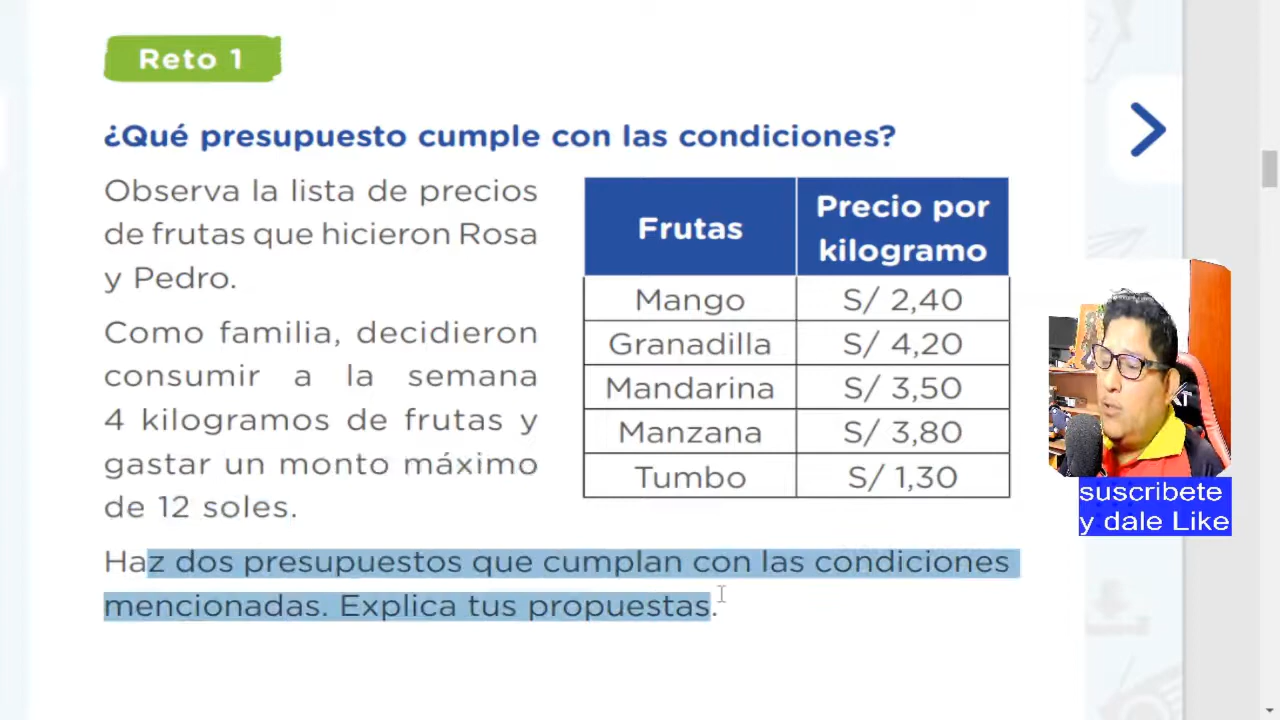 Reto 1
¿Qué presupuesto cumple con las condiciones?
Observa la lista de precios
de frutas que hicieron Rosa
y Pedro.
Como familia, decidieron
consumir a la semana
4 kilogramos de frutas y
gastar un monto máximo
de 12 soles.
Frutas
Precio por
kilogramo
Mango S/ 2,40
Granadilla S/ 4,20
Mandarina S/ 3,50
Manzana S/ 3,80
Tumbo S/ 1,30
Haz dos presupuestos que cumplan con las condiciones
mencionadas. Explica tus propuestas.
suscribete
y dale Like